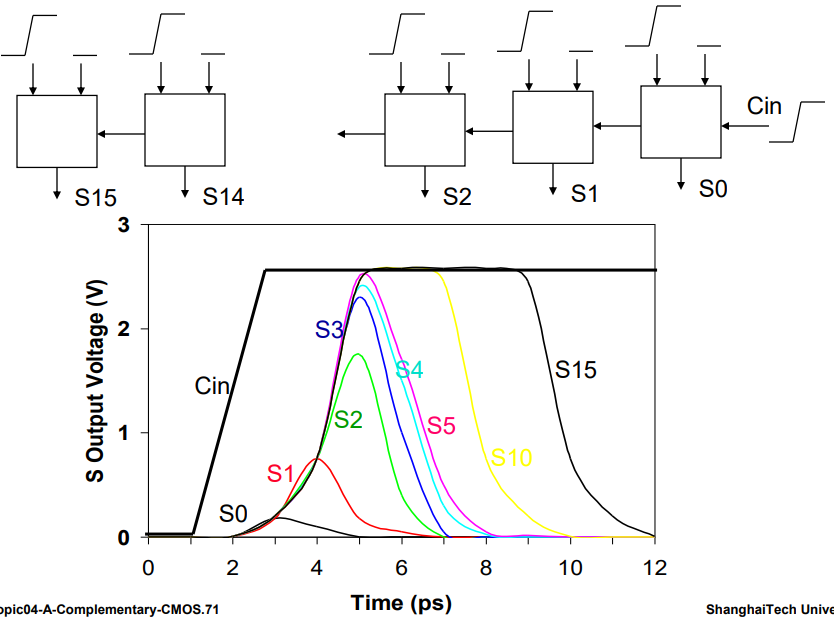 Cin
S15
S14
S2
S1
S0
3
2
1
0
S Output Voltage (V)
Cin
S0
S1
S2
S3
S4
S5
S10
S15
0
2
4
6
8
10
12
Time (ps)
opic04-A-Complementary-CMOS.71
ShanghaiTech Unive